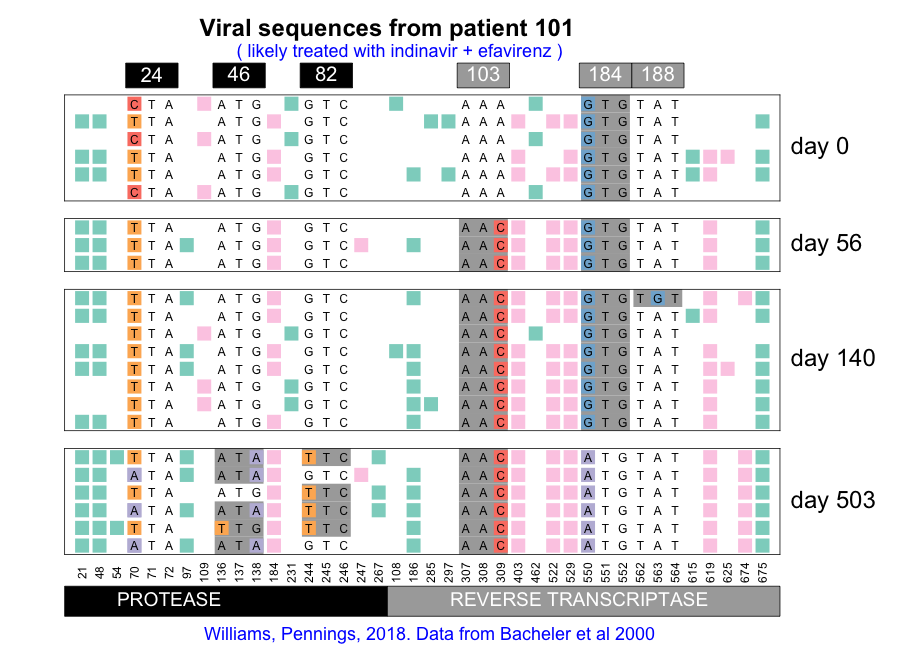 Viral sequences from patient 101
( likely treated with indinavir + efavirenz )
24 46 82 103 184 188
C T A A T G G T C A A A G T G T A T
T T A A T G G T C A A A G T G T A T
C T A A T G G T C A A A G T G T A T
day 0
T T A A T G G T C A A A G T G T A T
T T A A T G G T C A A A G T G T A T
C T A A T G G T C A A A G T G T A T
T T A A T G G T C A A C G T G T A T
T T A A T G G T C A A C G T G T A T
day 56
T T A A T G G T C A A C G T G T A T
T T A A T G G T C A A C G T G T G T
T T A A T G G T C A A C G T G T A T
T T A A T G G T C A A C G T G T A T
T T A A T G G T C A A C G T G T A T
day 140
T T A A T G G T C A A C G T G T A T
T T A A T G G T C A A C G T G T A T
T T A A T G G T C A A C G T G T A T
T T A A T G G T C A A C G T G T A T
T T A A T A T T C A A C A T G T A T
A T A A T A G T C A A C A T G T A T
T T A A T G T T C A A C A T G T A T
day 503
A T A A T A T T C A A C A T G T A T
T T A T T G T T C A A C A T G T A T
A T A A T A G T C A A C A T G T A T
21 48 54 70 71 72 97 109 136 137 138 184 231 244 245 246 247 267 108 186 285 297 307 308 309 403 462 522 529 550 551 552 562 563 564 615 619 625 674 675
PROTEASE REVERSE TRANSCRIPTASE
Williams, Pennings, 2018. Data from Bacheler et al 2000